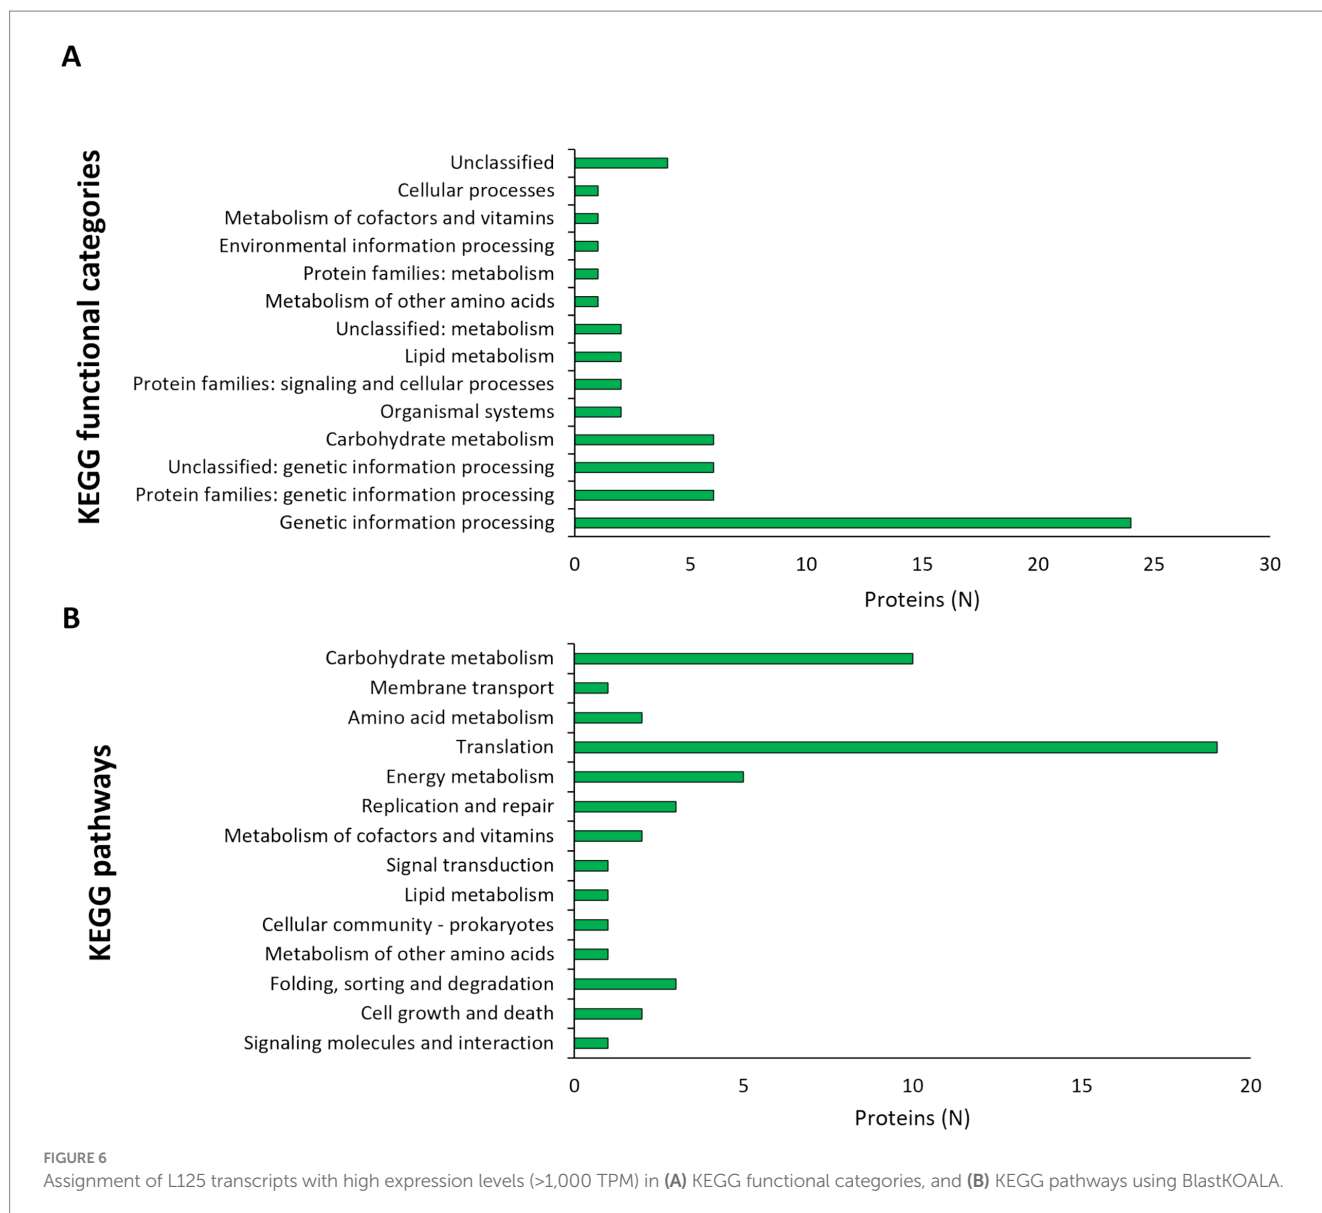 A
KEGG functional categories
Unclassified
Cellular processes
Metabolism of cofactors and vitamins
Environmental information processing
Protein families: metabolism
Metabolism of other amino acids
Unclassified: metabolism
Lipid metabolism
Protein families: signaling and cellular processes
Organismal systems
Carbohydrate metabolism
Unclassified: genetic information processing
Protein families: genetic information processing
Genetic information processing
0 5 10 15 20 25 30
Proteins (N)
B
KEGG pathways
Carbohydrate metabolism
Membrane transport
Amino acid metabolism
Translation
Energy metabolism
Replication and repair
Metabolism of cofactors and vitamins
Signal transduction
Lipid metabolism
Cellular community - prokaryotes
Metabolism of other amino acids
Folding, sorting and degradation
Cell growth and death
Signaling molecules and interaction
0 5 10 15 20
Proteins (N)
FIGURE 6
Assignment of L125 transcripts with high expression levels (>1,000 TPM) in (A) KEGG functional categories, and (B) KEGG pathways using BlastKOALA.